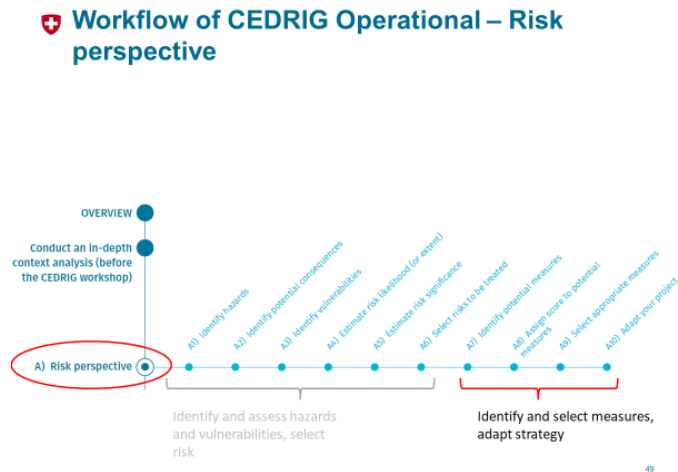 Workflow of CEDRIG Operational – Risk
perspective
OVERVIEW
Conduct an in-depth
context analysis (before
the CEDRIG workshop)
A) Risk perspective
A1) Identify hazards
A2) Identify potential consequences
A3) Identify vulnerabilities
A4) Estimate risk likelihood (or extent)
A5) Estimate risk significance
A6) Select risks to be treated
A7) Identify potential measures
A8) Assign score to potential
measures
A9) Select appropriate measures
A10) Adapt your project
Identify and assess hazards
and vulnerabilities, select
risk
Identify and select measures,
adapt strategy
49